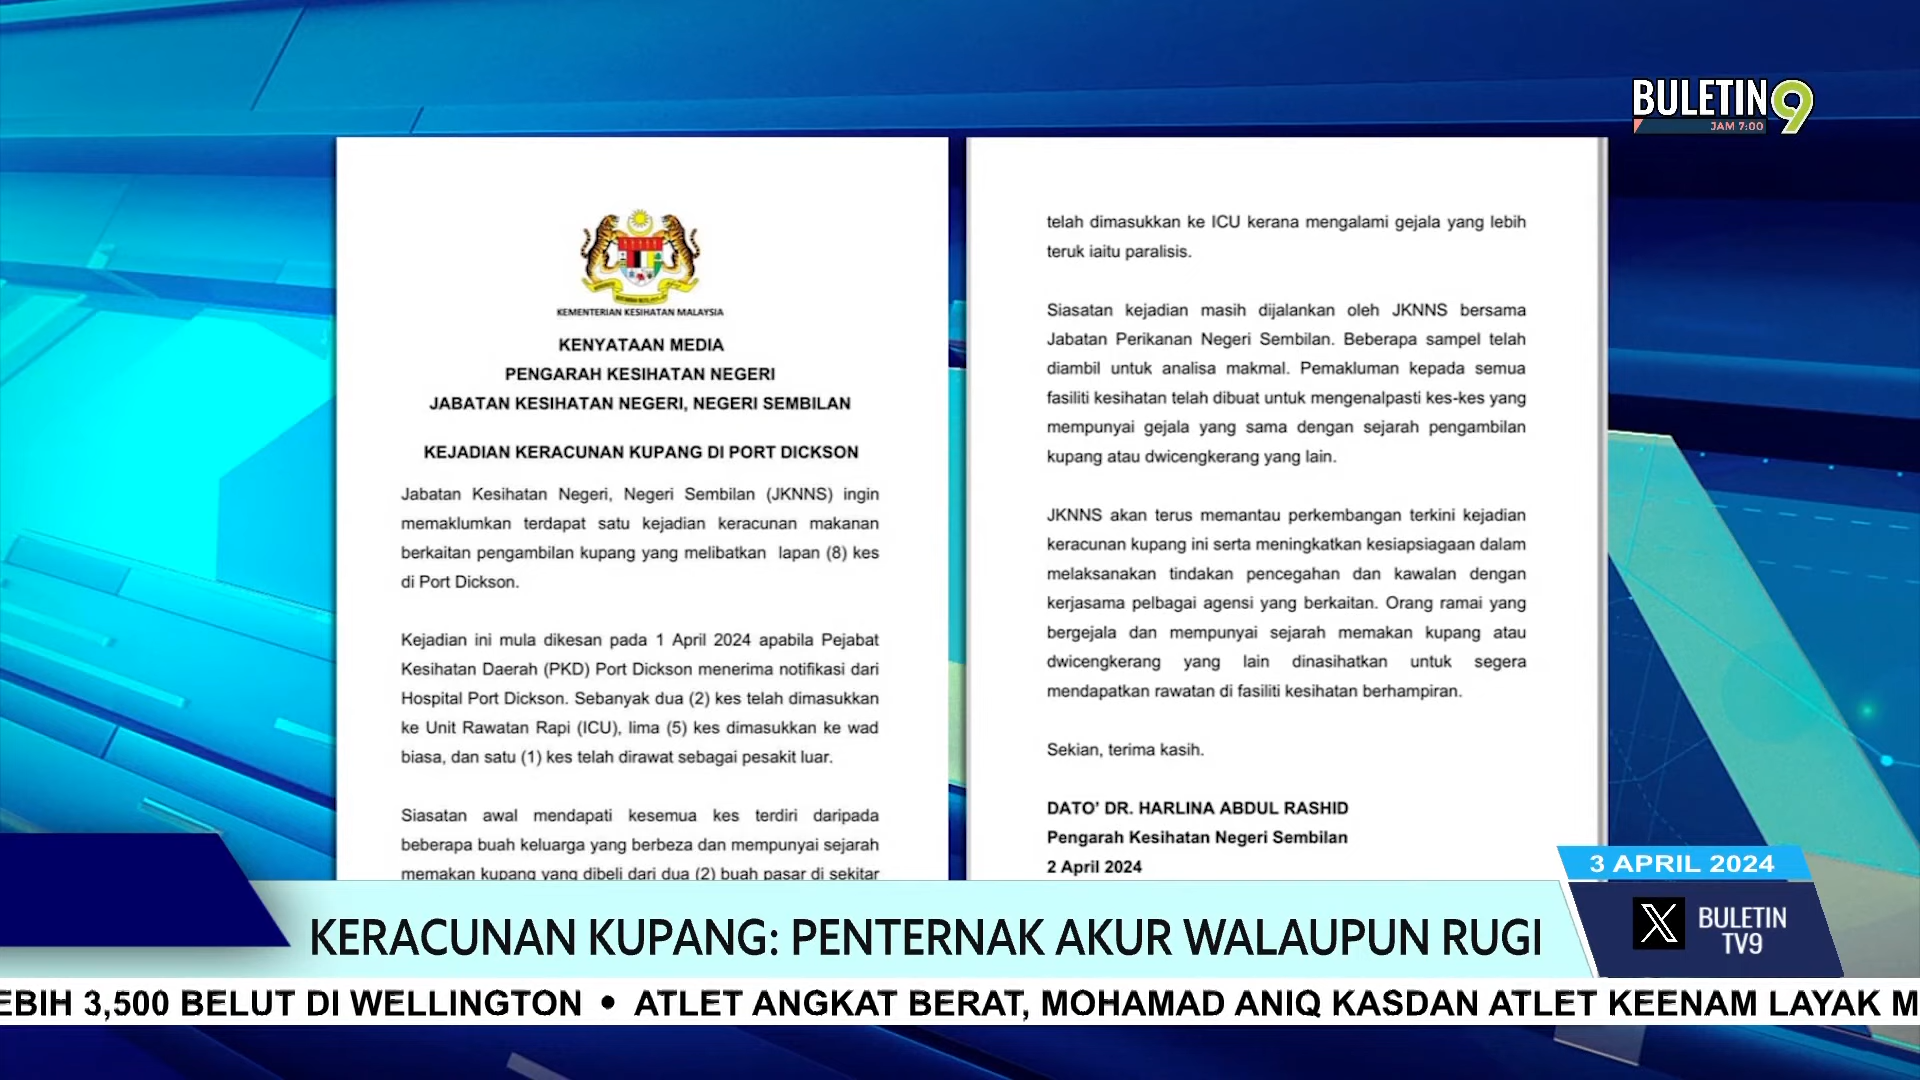 BULETIN 9
JAM 7:00
KEMENTERIAN KESIHATAN MALAYSIA
KENYATAAN MEDIA
PENGARAH KESIHATAN NEGERI
JABATAN KESIHATAN NEGERI, NEGERI SEMBILAN
KEJADIAN KERACUNAN KUPANG DI PORT DICKSON
Jabatan Kesihatan Negeri, Negeri Sembilan (JKNNS) ingin
memaklumkan terdapat satu kejadian keracunan makanan
berkaitan pengambilan kupang yang melibatkan lapan (8) kes
di Port Dickson.
Kejadian ini mula dikesan pada 1 April 2024 apabila Pejabat
Kesihatan Daerah (PKD) Port Dickson menerima notifikasi dari
Hospital Port Dickson. Sebanyak dua (2) kes telah dimasukkan
ke Unit Rawatan Rapi (ICU), lima (5) kes dimasukkan ke wad
biasa, dan satu (1) kes telah dirawat sebagai pesakit luar.
Siasatan awal mendapati kesemua kes terdiri daripada
beberapa buah keluarga yang berbeza dan mempunyai sejarah
memakan kupang yang dibeli dari dua (2) buah pasar di sekitar
telah dimasukkan ke ICU kerana mengalami gejala yang lebih
teruk iaitu paralisis.
Siasatan kejadian masih dijalankan oleh JKNNS bersama
Jabatan Perikanan Negeri Sembilan. Beberapa sampel telah
diambil untuk analisa makmal. Pemakluman kepada semua
fasiliti kesihatan telah dibuat untuk mengenalpasti kes-kes yang
mempunyai gejala yang sama dengan sejarah pengambilan
kupang atau dwicengkerang yang lain.
JKNNS akan terus memantau perkembangan terkini kejadian
keracunan kupang ini serta meningkatkan kesiapsiagaan dalam
melaksanakan tindakan pencegahan dan kawalan dengan
kerjasama pelbagai agensi yang berkaitan. Orang ramai yang
bergejala dan mempunyai sejarah memakan kupang atau
dwicengkerang yang lain dinasihatkan untuk segera
mendapatkan rawatan di fasiliti kesihatan berhampiran.
Sekian, terima kasih.
DATO' DR. HARLINA ABDUL RASHID
Pengarah Kesihatan Negeri Sembilan
2 April 2024
3 APRIL 2024
KERACUNAN KUPANG: PENTERNAK AKUR WALAUPUN RUGI
X BULETIN
TV9
EBIH 3,500 BELUT DI WELLINGTON • ATLET ANGKAT BERAT, MOHAMAD ANIQ KASDAN ATLET KEENAM LAYAK M